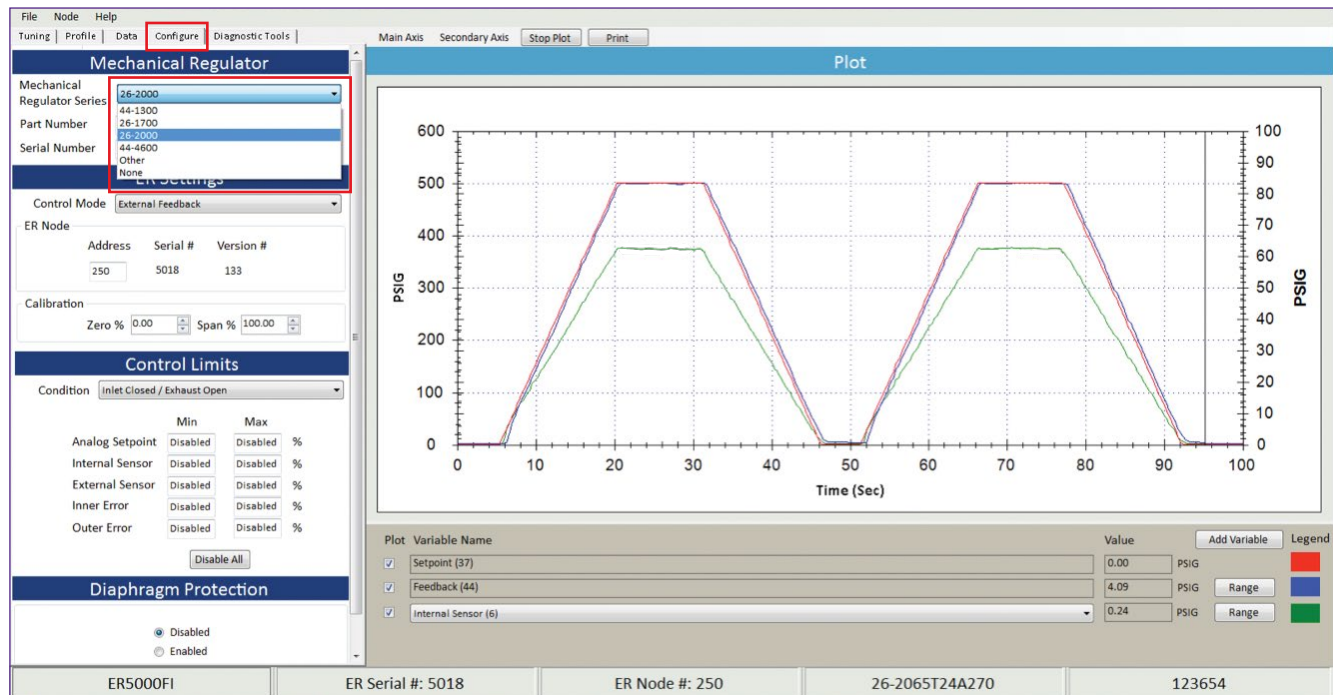 File Node Help
Tuning Profile Data Configure Diagnostic Tools
Main Axis Secondary Axis Stop Plot Print
Mechanical Regulator
Mechanical
Regulator Series 26-2000
44-1300
26-1700
26-2000
44-4600
Other
None
Part Number
Serial Number
ER Settings
Control Mode External Feedback
ER Node
Address Serial # Version #
250 5018 133
Calibration
Zero % 0.00 Span % 100.00
Control Limits
Condition Inlet Closed / Exhaust Open
Min Max
Analog Setpoint Disabled Disabled %
Internal Sensor Disabled Disabled %
External Sensor Disabled Disabled %
Inner Error Disabled Disabled %
Outer Error Disabled Disabled %
Disable All
Diaphragm Protection
Disabled
Enabled
Plot
600 100
90
500 80
70
400 60
300 50
40
200 30
100 20
10
0 0
PSIG
PSIG
0 10 20 30 40 50 60 70 80 90 100
Time (Sec)
Plot Variable Name Value Add Variable Legend
Setpoint (37) 0.00 PSIG
Feedback (44) 4.09 PSIG Range
Internal Sensor (6) 0.24 PSIG Range
ER5000FI ER Serial #: 5018 ER Node #: 250 26-2065T24A270 123654